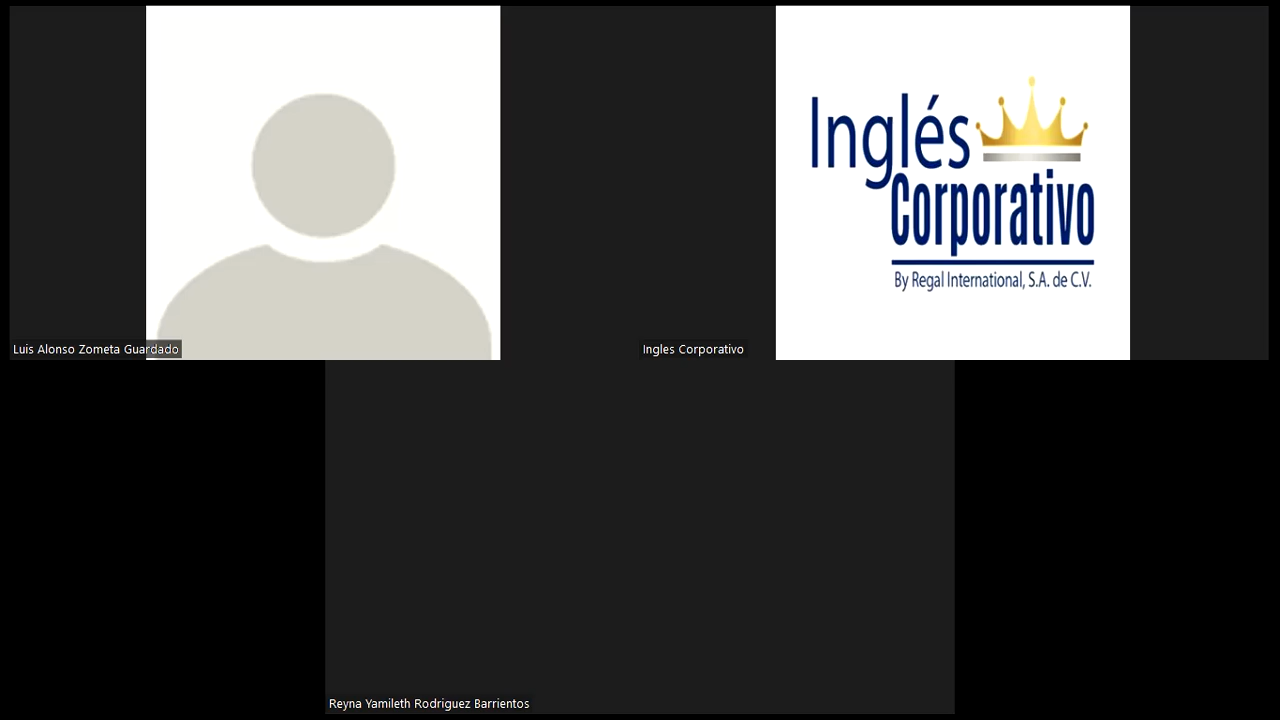 Inglés
Corporativo
By Regal International, S.A. de C.V.
Luis Alonso Zometa Guardado
Ingles Corporativo
Reyna Yamileth Rodriguez Barrientos